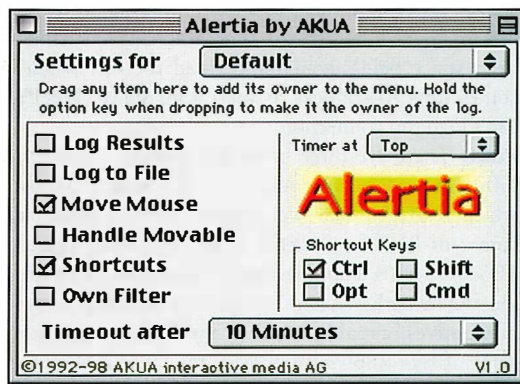 Alertia by AKUA
Settings for Default
Drag any item here to add its owner to the menu. Hold the
option key when dropping to make it the owner of the log.
Log Results
Log to File
Move Mouse
Handle Movable
Shortcuts
Own Filter
Timer at Top
Alertia
Shortcut Keys
Ctrl Shift
Opt Cmd
Timeout after 10 Minutes
©1992-98 AKUA interactive media AG V1.0